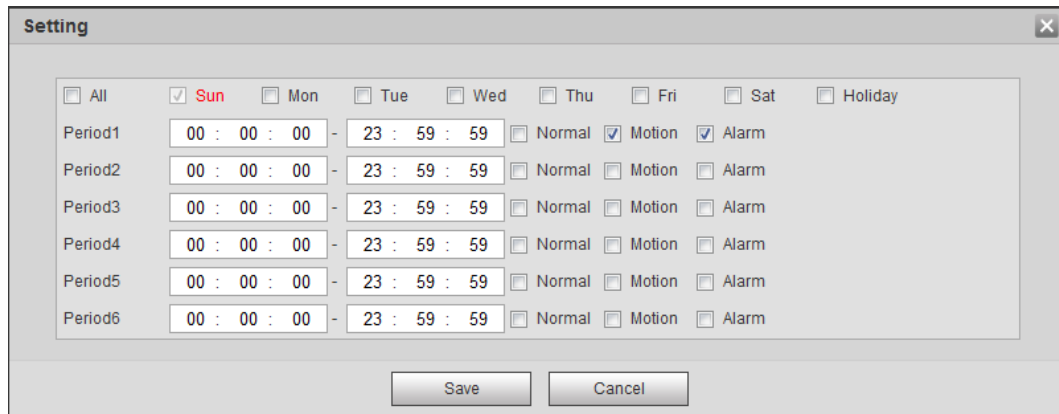 Setting
All Sun Mon Tue Wed Thu Fri Sat Holiday
Period1 00 : 00 : 00 - 23 : 59 : 59 Normal Motion Alarm
Period2 00 : 00 : 00 - 23 : 59 : 59 Normal Motion Alarm
Period3 00 : 00 : 00 - 23 : 59 : 59 Normal Motion Alarm
Period4 00 : 00 : 00 - 23 : 59 : 59 Normal Motion Alarm
Period5 00 : 00 : 00 - 23 : 59 : 59 Normal Motion Alarm
Period6 00 : 00 : 00 - 23 : 59 : 59 Normal Motion Alarm
Save Cancel